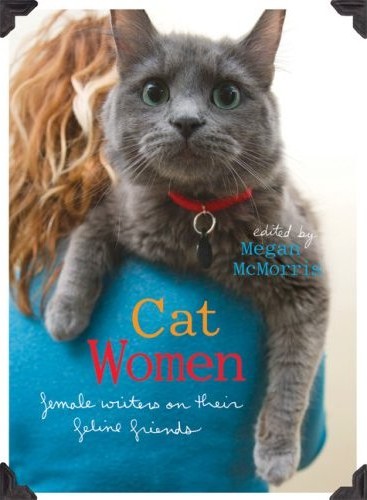 edited by
Megan
McMorris
Cat
Women
female writers on their
feline friends